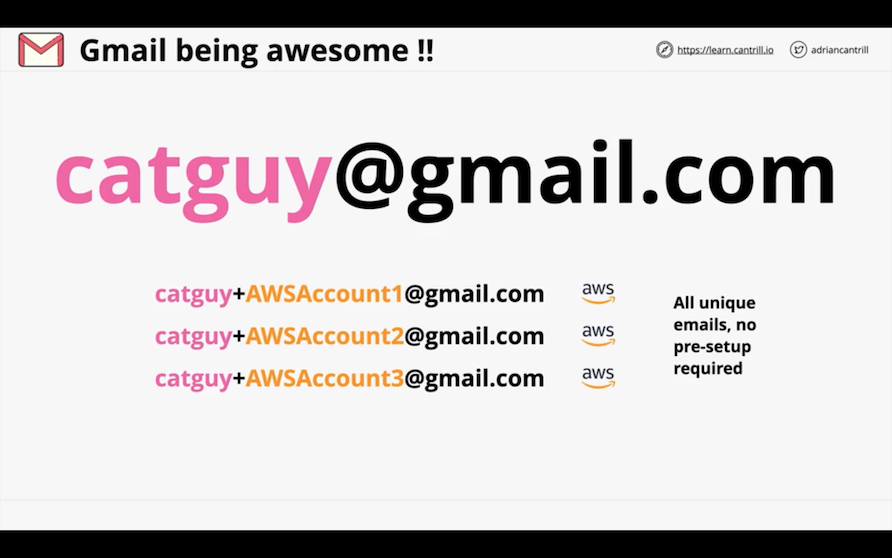 Gmail being awesome !!
https://learn.cantrill.io
adriancantrill
catguy@gmail.com
catguy+AWSAccount1@gmail.com
aws
catguy+AWSAccount2@gmail.com
aws
catguy+AWSAccount3@gmail.com
aws
All unique
emails, no
pre-setup
required